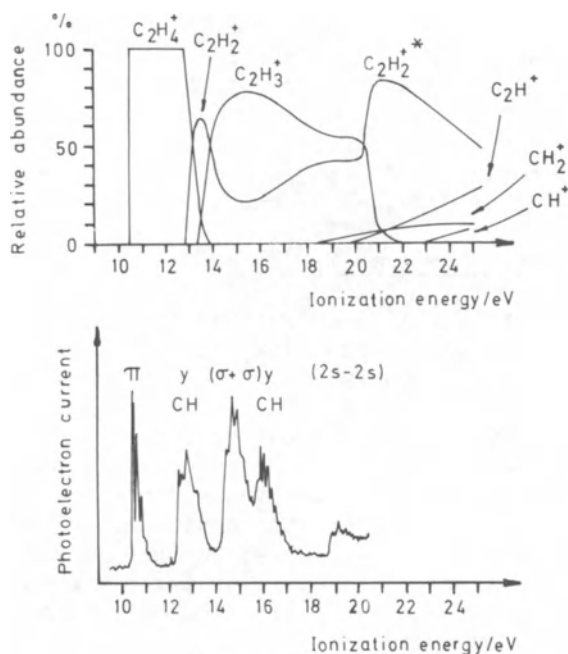 %
C₂H₄⁺
C₂H₂⁺
C₂H₃⁺
C₂H₂⁺*
C₂H⁺
CH₂⁺
CH⁺
Relative abundance
100
50
0
10 12 14 16 18 20 22 24
Ionization energy/eV
π y (σ+σ)y (2s-2s)
CH CH
Photoelectron current
10 12 14 16 18 20 22 24
Ionization energy/eV